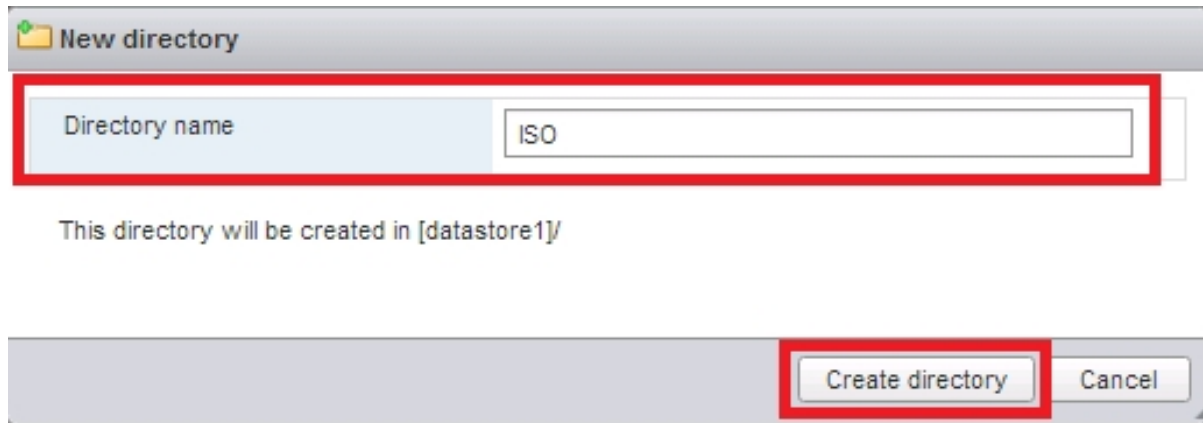 New directory
Directory name
ISO
This directory will be created in [datastore1]/
Create directory
Cancel